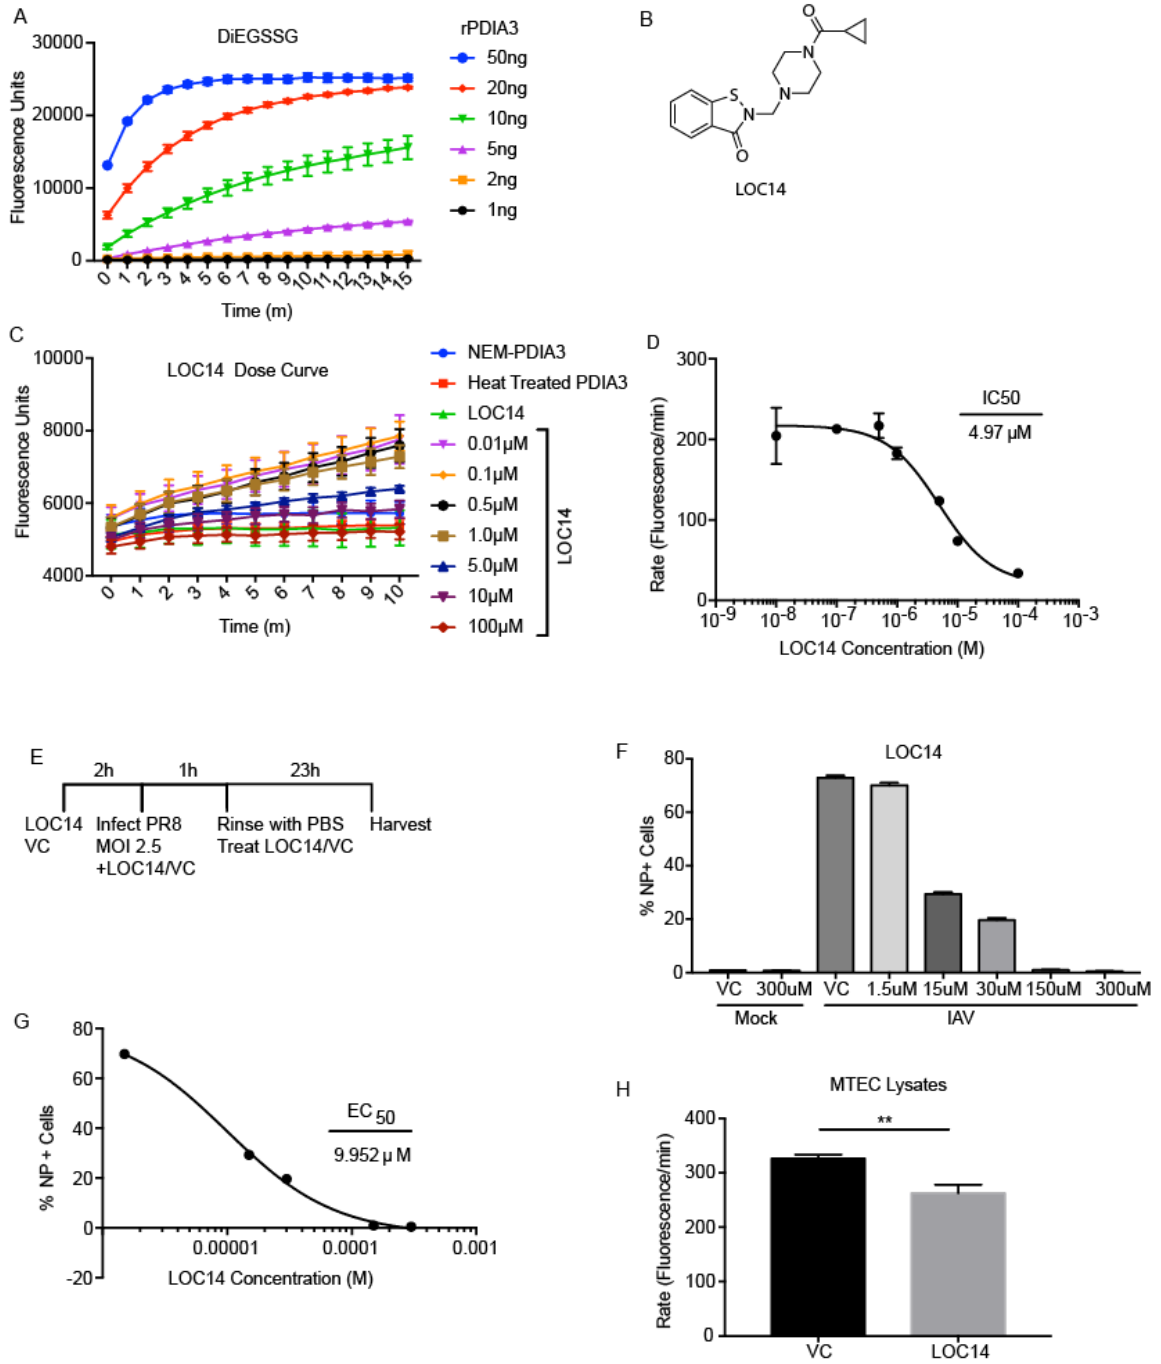 A
DiEGSSG
rPDIA3
Fluorescence Units
30000
20000
10000
0
0 1 2 3 4 5 6 7 8 9 10 11 12 13 14 15
Time (m)
50ng
20ng
10ng
5ng
2ng
1ng
B
O
N
N
S
N
O
LOC14
C
LOC14 Dose Curve
Fluorescence Units
10000
8000
6000
4000
0 1 2 3 4 5 6 7 8 9 10
Time (m)
NEM-PDIA3
Heat Treated PDIA3
LOC14
0.01µM
0.1µM
0.5µM
1.0µM
5.0µM
10µM
100µM
LOC14
D
Rate (Fluorescence/min)
300
200
100
0
10-9 10-8 10-7 10-6 10-5 10-4 10-3
LOC14 Concentration (M)
IC50
4.97 µM
E
2h 1h 23h
LOC14 Infect PR8 Rinse with PBS Harvest
VC MOI 2.5 Treat LOC14/VC
+LOC14/VC
F
LOC14
% NP+ Cells
80
60
40
20
0
VC 300uM VC 1.5uM 15uM 30uM 150uM 300uM
Mock IAV
G
% NP + Cells
80
60
40
20
0
-20
0.00001 0.0001 0.001
LOC14 Concentration (M)
EC50
9.952 µ M
H
MTEC Lysates
Rate (Fluorescence/min)
400
300
200
100
0
**
VC LOC14